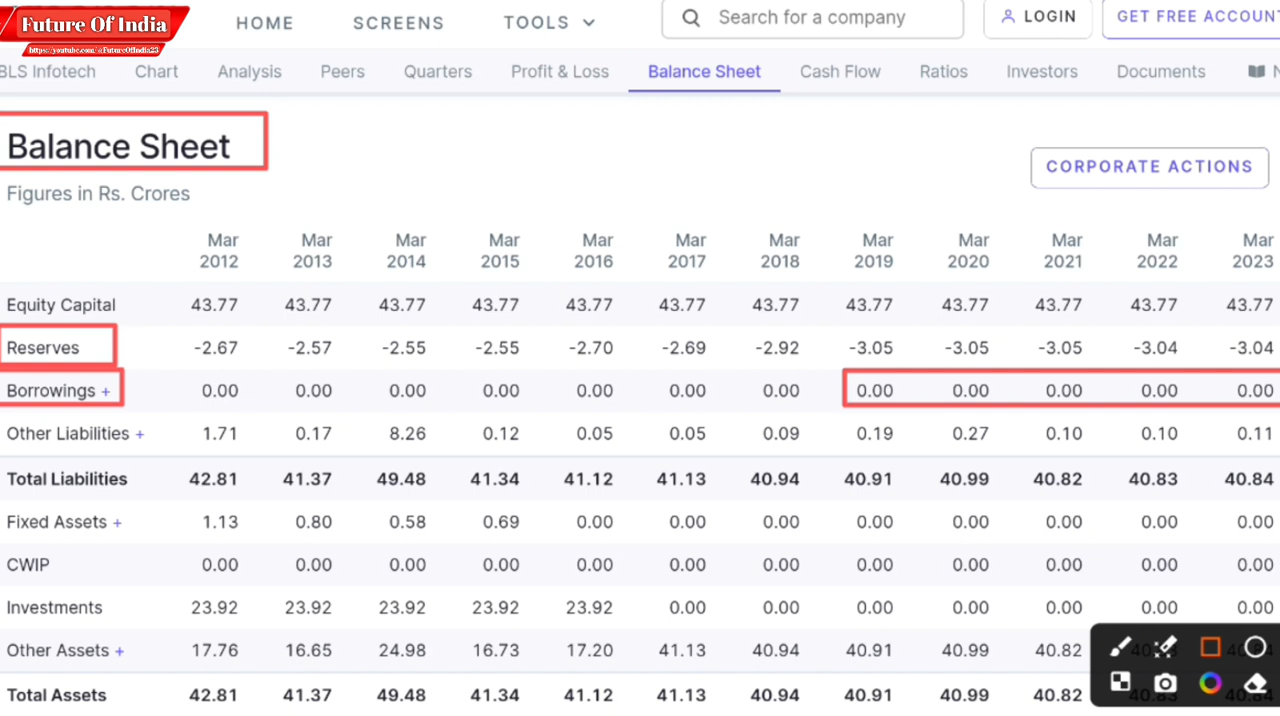 Future Of India
https://youtube.com/@FutureOfIndia23
HOME SCREENS TOOLS Search for a company LOGIN GET FREE ACCOUNT
BLS Infotech Chart Analysis Peers Quarters Profit & Loss Balance Sheet Cash Flow Ratios Investors Documents N
Balance Sheet
CORPORATE ACTIONS
Figures in Rs. Crores
Mar Mar Mar Mar Mar Mar Mar Mar Mar Mar Mar Mar
2012 2013 2014 2015 2016 2017 2018 2019 2020 2021 2022 2023
Equity Capital 43.77 43.77 43.77 43.77 43.77 43.77 43.77 43.77 43.77 43.77 43.77 43.77
Reserves -2.67 -2.57 -2.55 -2.55 -2.70 -2.69 -2.92 -3.05 -3.05 -3.05 -3.04 -3.04
Borrowings + 0.00 0.00 0.00 0.00 0.00 0.00 0.00 0.00 0.00 0.00 0.00 0.00
Other Liabilities + 1.71 0.17 8.26 0.12 0.05 0.05 0.09 0.19 0.27 0.10 0.10 0.11
Total Liabilities 42.81 41.37 49.48 41.34 41.12 41.13 40.94 40.91 40.99 40.82 40.83 40.84
Fixed Assets + 1.13 0.80 0.58 0.69 0.00 0.00 0.00 0.00 0.00 0.00 0.00 0.00
CWIP 0.00 0.00 0.00 0.00 0.00 0.00 0.00 0.00 0.00 0.00 0.00 0.00
Investments 23.92 23.92 23.92 23.92 23.92 0.00 0.00 0.00 0.00 0.00 0.00 0.00
Other Assets + 17.76 16.65 24.98 16.73 17.20 41.13 40.94 40.91 40.99 40.82
Total Assets 42.81 41.37 49.48 41.34 41.12 41.13 40.94 40.91 40.99 40.82